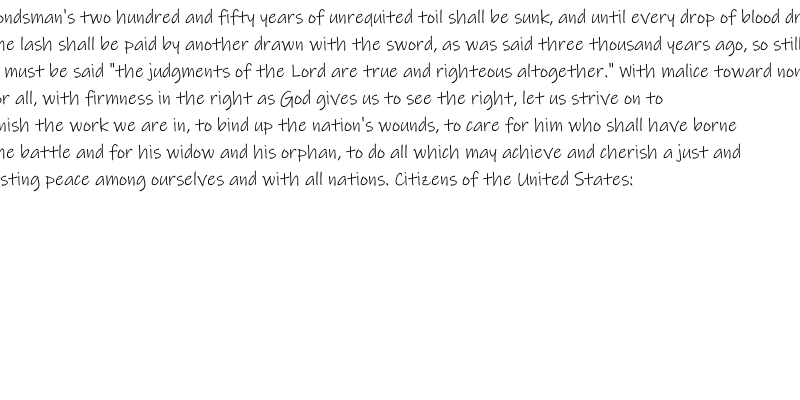 ondsman's two hundred and fifty years of unrequited toil shall be sunk, and until every drop of blood dr
he lash shall be paid by another drawn with the sword, as was said three thousand years ago, so still
must be said "the judgments of the Lord are true and righteous altogether." With malice toward non
or all, with firmness in the right as God gives us to see the right, let us strive on to
nish the work we are in, to bind up the nation's wounds, to care for him who shall have borne
he battle and for his widow and his orphan, to do all which may achieve and cherish a just and
sting peace among ourselves and with all nations. Citizens of the United States: